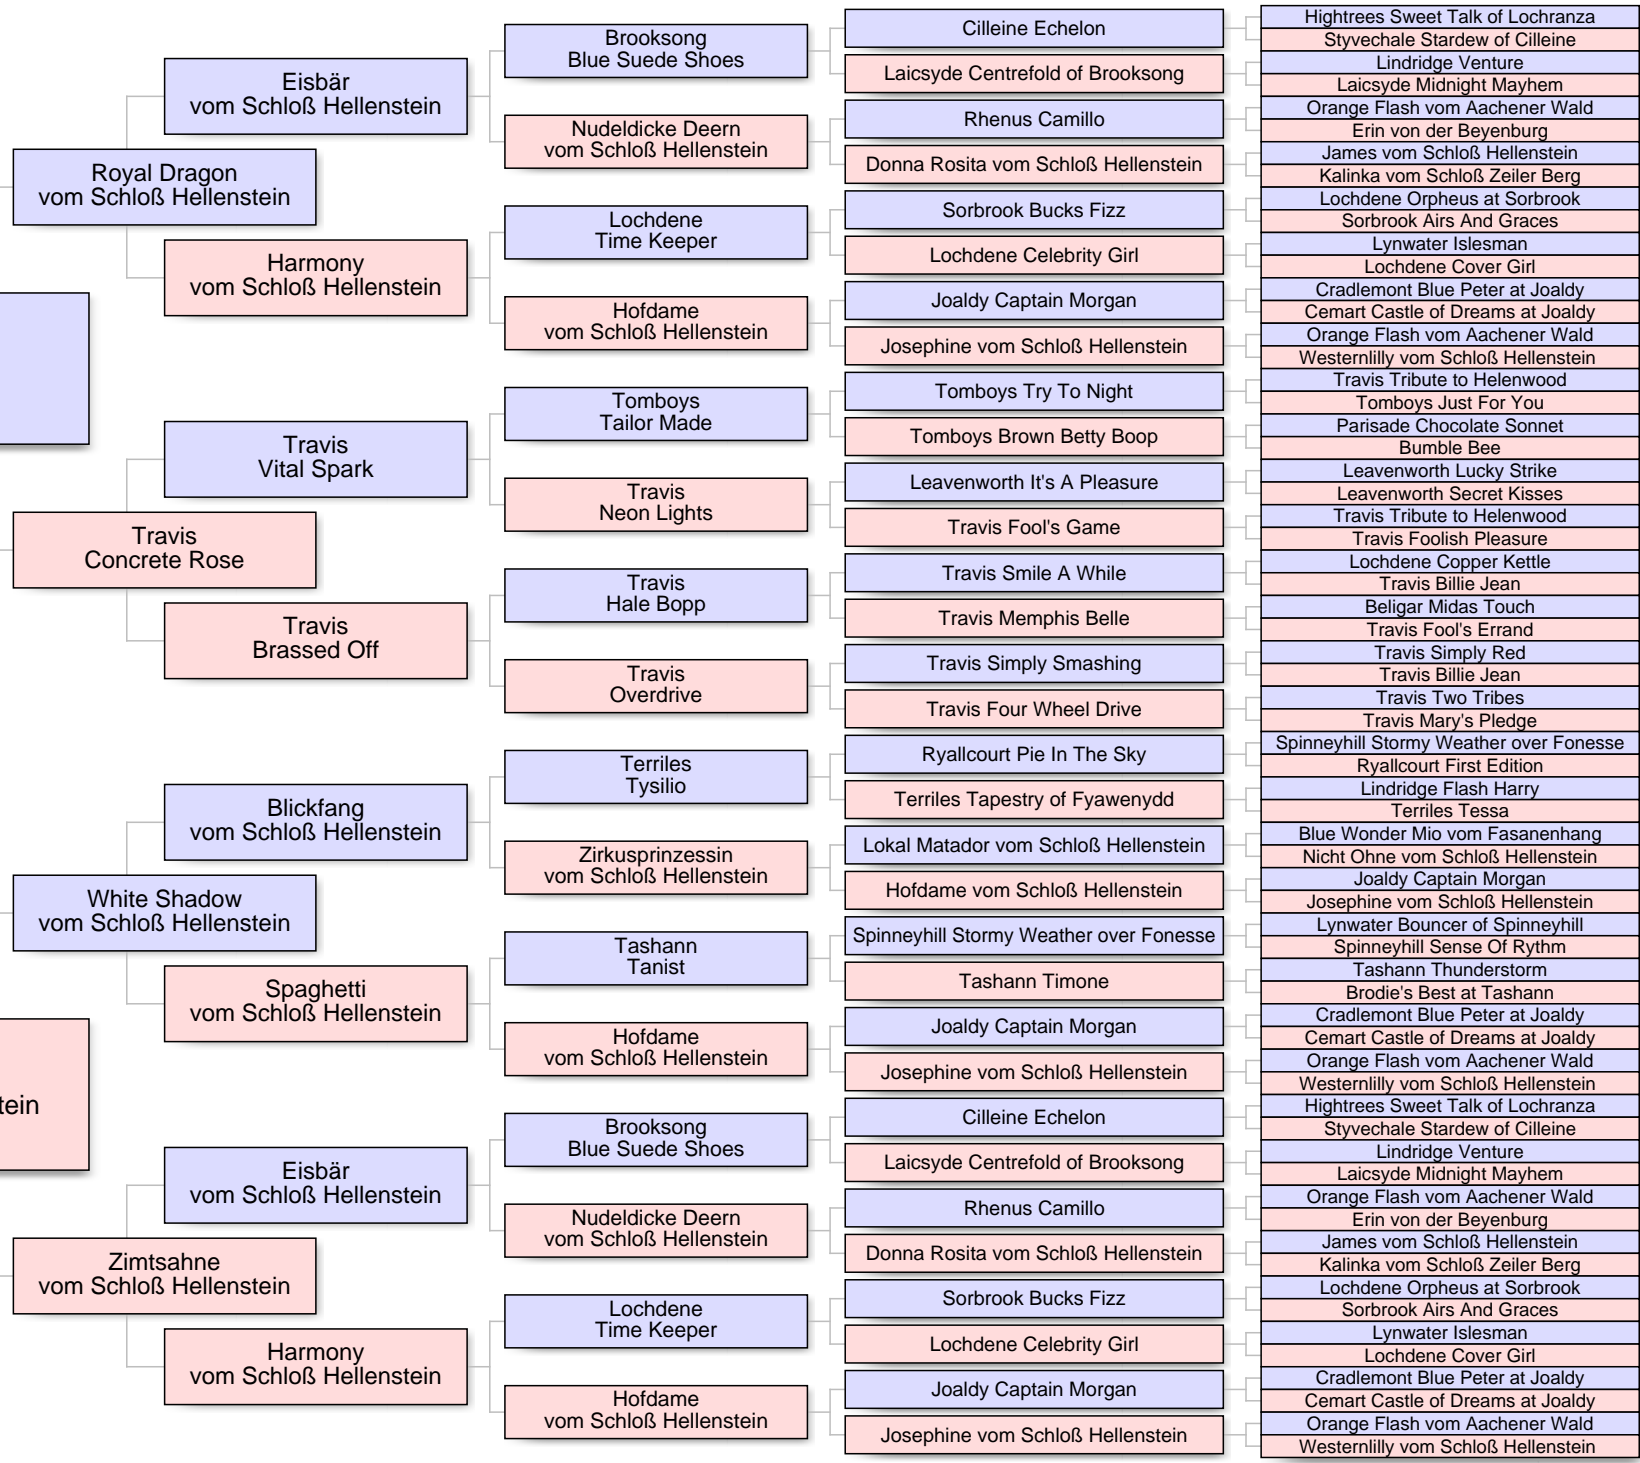 tein
Royal Dragon
vom Schloß Hellenstein
Travis
Concrete Rose
White Shadow
vom Schloß Hellenstein
Zimtsahne
vom Schloß Hellenstein
Eisbär
vom Schloß Hellenstein
Harmony
vom Schloß Hellenstein
Travis
Vital Spark
Travis
Brassed Off
Blickfang
vom Schloß Hellenstein
Spaghetti
vom Schloß Hellenstein
Eisbär
vom Schloß Hellenstein
Harmony
vom Schloß Hellenstein
Brooksong
Blue Suede Shoes
Nudeldicke Deern
vom Schloß Hellenstein
Lochdene
Time Keeper
Hofdame
vom Schloß Hellenstein
Tomboys
Tailor Made
Travis
Neon Lights
Travis
Hale Bopp
Travis
Overdrive
Terriles
Tysilio
Zirkusprinzessin
vom Schloß Hellenstein
Tashann
Tanist
Hofdame
vom Schloß Hellenstein
Brooksong
Blue Suede Shoes
Nudeldicke Deern
vom Schloß Hellenstein
Lochdene
Time Keeper
Hofdame
vom Schloß Hellenstein
Cilleine Echelon
Laicsyde Centrefold of Brooksong
Rhenus Camillo
Donna Rosita vom Schloß Hellenstein
Sorbrook Bucks Fizz
Lochdene Celebrity Girl
Joaldy Captain Morgan
Josephine vom Schloß Hellenstein
Tomboys Try To Night
Tomboys Brown Betty Boop
Leavenworth It's A Pleasure
Travis Fool's Game
Travis Smile A While
Travis Memphis Belle
Travis Simply Smashing
Travis Four Wheel Drive
Ryallcourt Pie In The Sky
Terriles Tapestry of Fyawenydd
Lokal Matador vom Schloß Hellenstein
Hofdame vom Schloß Hellenstein
Spinneyhill Stormy Weather over Fonesse
Tashann Timone
Joaldy Captain Morgan
Josephine vom Schloß Hellenstein
Cilleine Echelon
Laicsyde Centrefold of Brooksong
Rhenus Camillo
Donna Rosita vom Schloß Hellenstein
Sorbrook Bucks Fizz
Lochdene Celebrity Girl
Joaldy Captain Morgan
Josephine vom Schloß Hellenstein
Hightrees Sweet Talk of Lochranza
Styvechale Stardew of Cilleine
Lindridge Venture
Laicsyde Midnight Mayhem
Orange Flash vom Aachener Wald
Erin von der Beyenburg
James vom Schloß Hellenstein
Kalinka vom Schloß Zeiler Berg
Lochdene Orpheus at Sorbrook
Sorbrook Airs And Graces
Lynwater Islesman
Lochdene Cover Girl
Cradlemont Blue Peter at Joaldy
Cemart Castle of Dreams at Joaldy
Orange Flash vom Aachener Wald
Westernlilly vom Schloß Hellenstein
Travis Tribute to Helenwood
Tomboys Just For You
Parisade Chocolate Sonnet
Bumble Bee
Leavenworth Lucky Strike
Leavenworth Secret Kisses
Travis Tribute to Helenwood
Travis Foolish Pleasure
Lochdene Copper Kettle
Travis Billie Jean
Beligar Midas Touch
Travis Fool's Errand
Travis Simply Red
Travis Billie Jean
Travis Two Tribes
Travis Mary's Pledge
Spinneyhill Stormy Weather over Fonesse
Ryallcourt First Edition
Lindridge Flash Harry
Terriles Tessa
Blue Wonder Mio vom Fasanenhang
Nicht Ohne vom Schloß Hellenstein
Joaldy Captain Morgan
Josephine vom Schloß Hellenstein
Lynwater Bouncer of Spinneyhill
Spinneyhill Sense Of Rythm
Tashann Thunderstorm
Brodie's Best at Tashann
Cradlemont Blue Peter at Joaldy
Cemart Castle of Dreams at Joaldy
Orange Flash vom Aachener Wald
Westernlilly vom Schloß Hellenstein
Hightrees Sweet Talk of Lochranza
Styvechale Stardew of Cilleine
Lindridge Venture
Laicsyde Midnight Mayhem
Orange Flash vom Aachener Wald
Erin von der Beyenburg
James vom Schloß Hellenstein
Kalinka vom Schloß Zeiler Berg
Lochdene Orpheus at Sorbrook
Sorbrook Airs And Graces
Lynwater Islesman
Lochdene Cover Girl
Cradlemont Blue Peter at Joaldy
Cemart Castle of Dreams at Joaldy
Orange Flash vom Aachener Wald
Westernlilly vom Schloß Hellenstein